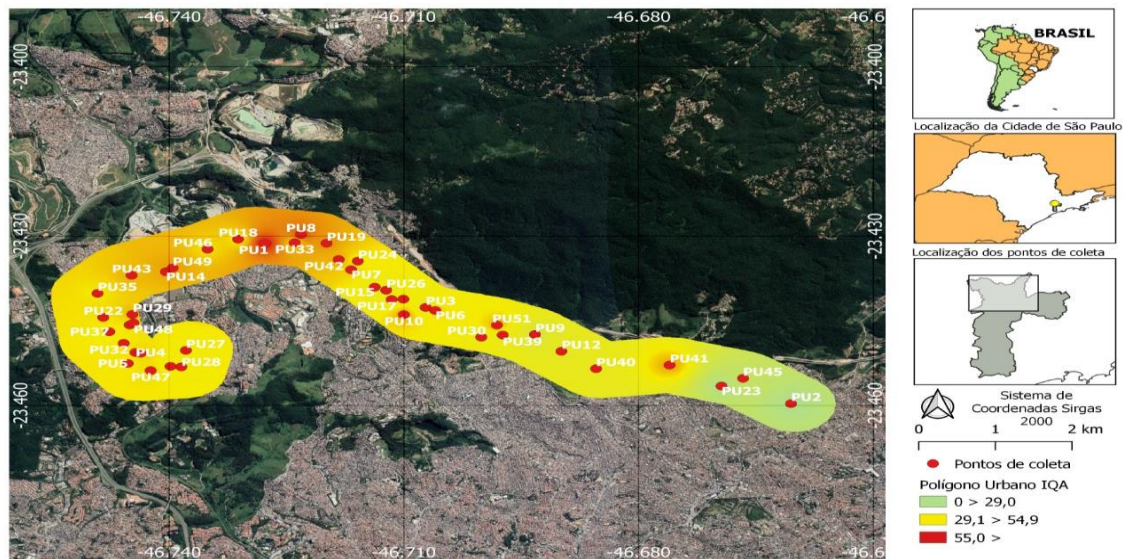 -46.740 -46.710 -46.680 -46.6
-23.400 -23.400
-23.430 -23.430
-23.460 -23.460
PU8
PU18
PU1
PU33
PU19
PU46
PU24
PU42
PU49
PU43
PU7
PU14
PU26
PU35
PU15
PU3
PU17
PU6
PU29
PU22
PU10
PU51
PU48
PU37
PU30
PU39
PU9
PU32
PU4
PU27
PU12
PU5
PU28
PU40
PU41
PU47
PU45
PU23
PU2
-46.740 -46.710 -46.680 -46.6
BRASIL
Localização da Cidade de São Paulo
Localização dos pontos de coleta
Sistema de
Coordenadas Sirgas
2000
0 1 2 km
Pontos de coleta
Polígono Urbano IQA
0 > 29,0
29,1 > 54,9
55,0 >